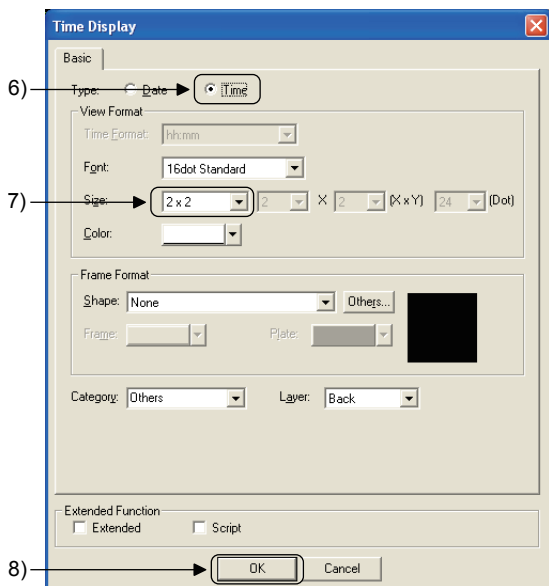 Time Display
Basic
6) Type: Date Time
View Format
Time Format: hh:mm
Font: 16dot Standard
7) Size: 2 x 2 2 X 2 (X x Y) 24 (Dot)
Color:
Frame Format
Shape: None Others...
Frame: Plate:
Category: Others Layer: Back
Extended Function
Extended Script
8) OK Cancel